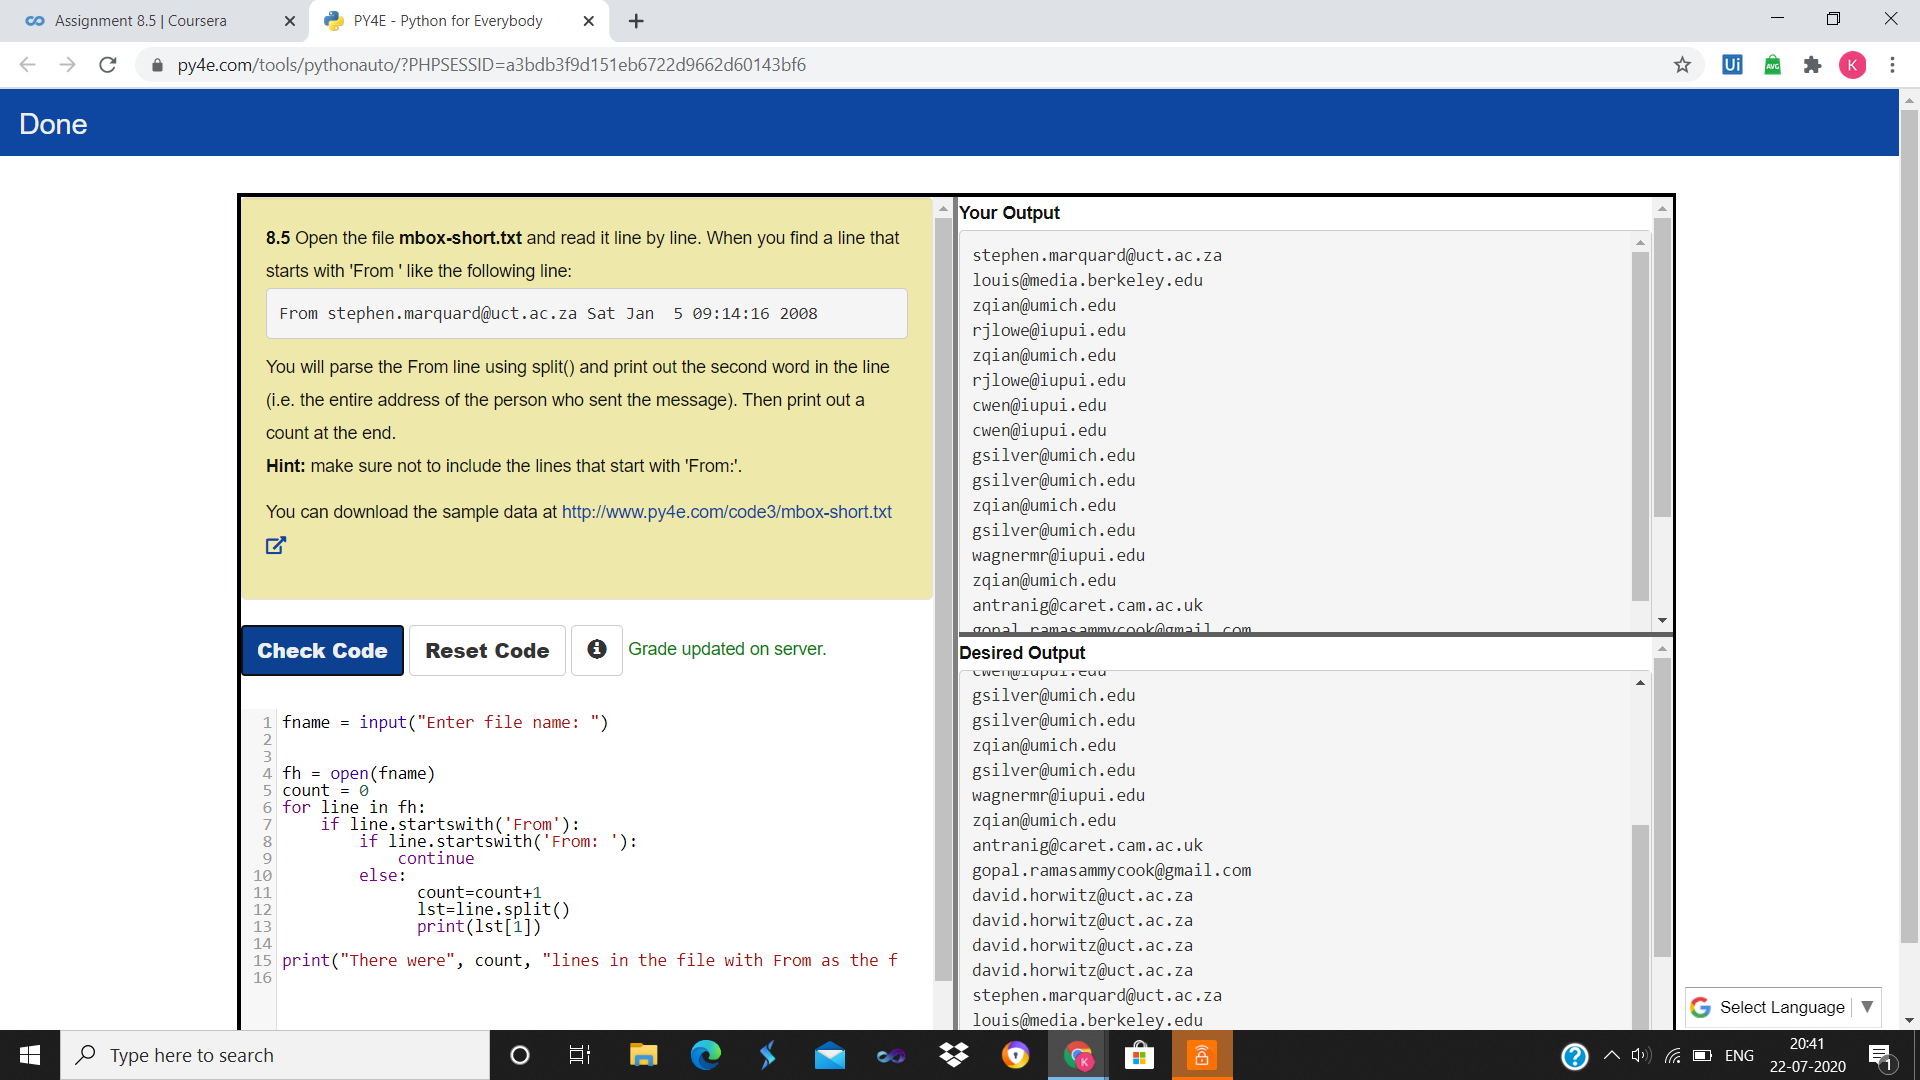 Assignment 8.5 | Coursera
PY4E - Python for Everybody
py4e.com/tools/pythonauto/?PHPSESSID=a3bdb3f9d151eb6722d9662d60143bf6
Ui
AVG
K
Done
8.5 Open the file mbox-short.txt and read it line by line. When you find a line that
starts with 'From ' like the following line:
From stephen.marquard@uct.ac.za Sat Jan  5 09:14:16 2008
You will parse the From line using split() and print out the second word in the line
(i.e. the entire address of the person who sent the message). Then print out a
count at the end.
Hint: make sure not to include the lines that start with 'From:'.
You can download the sample data at http://www.py4e.com/code3/mbox-short.txt
Check Code
Reset Code
Grade updated on server.
1 fname = input("Enter file name: ")
2
3
4 fh = open(fname)
5 count = 0
6 for line in fh:
7     if line.startswith('From'):
8         if line.startswith('From: '):
9             continue
10         else:
11               count=count+1
12               lst=line.split()
13               print(lst[1])
14
15 print("There were", count, "lines in the file with From as the f
16
Your Output
stephen.marquard@uct.ac.za
louis@media.berkeley.edu
zqian@umich.edu
rjlowe@iupui.edu
zqian@umich.edu
rjlowe@iupui.edu
cwen@iupui.edu
cwen@iupui.edu
gsilver@umich.edu
gsilver@umich.edu
zqian@umich.edu
gsilver@umich.edu
wagnermr@iupui.edu
zqian@umich.edu
antranig@caret.cam.ac.uk
gopal.ramasammycook@gmail.com
Desired Output
cwen@iupui.edu
gsilver@umich.edu
gsilver@umich.edu
zqian@umich.edu
gsilver@umich.edu
wagnermr@iupui.edu
zqian@umich.edu
antranig@caret.cam.ac.uk
gopal.ramasammycook@gmail.com
david.horwitz@uct.ac.za
david.horwitz@uct.ac.za
david.horwitz@uct.ac.za
david.horwitz@uct.ac.za
stephen.marquard@uct.ac.za
louis@media.berkeley.edu
G Select Language
Type here to search
K
ENG
20:41
22-07-2020
1